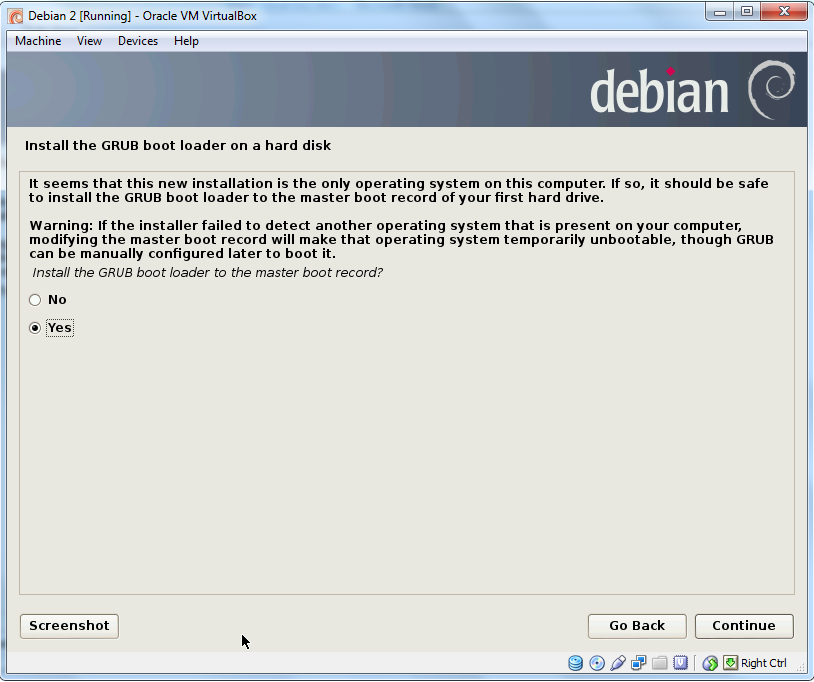 Debian 2 [Running] - Oracle VM VirtualBox
Machine View Devices Help
debian
Install the GRUB boot loader on a hard disk
It seems that this new installation is the only operating system on this computer. If so, it should be safe
to install the GRUB boot loader to the master boot record of your first hard drive.
Warning: If the installer failed to detect another operating system that is present on your computer,
modifying the master boot record will make that operating system temporarily unbootable, though GRUB
can be manually configured later to boot it.
Install the GRUB boot loader to the master boot record?
No
Yes
Screenshot Go Back Continue
Right Ctrl